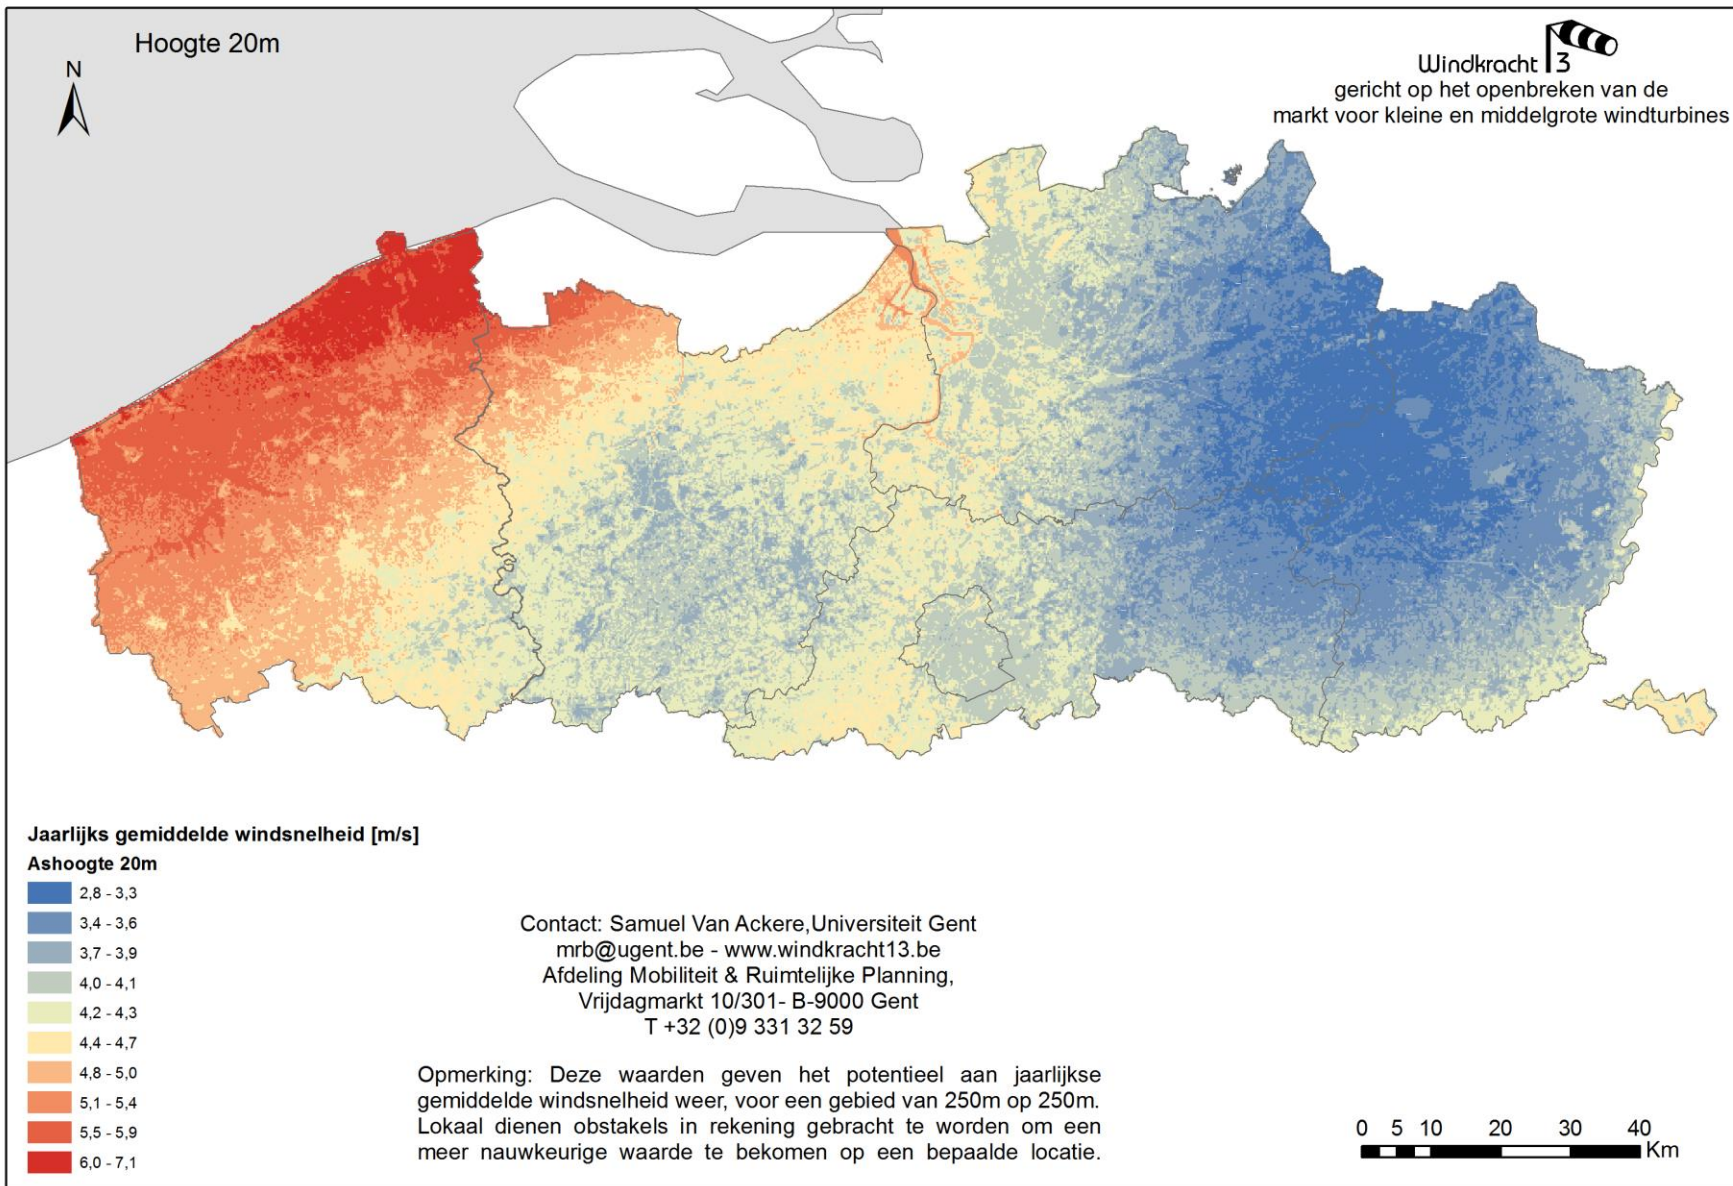 Hoogte 20m
N
Windkracht 13
gericht op het openbreken van de
markt voor kleine en middelgrote windturbines
Jaarlijks gemiddelde windsnelheid [m/s]
Ashoogte 20m
2,8 - 3,3
3,4 - 3,6
3,7 - 3,9
4,0 - 4,1
4,2 - 4,3
4,4 - 4,7
4,8 - 5,0
5,1 - 5,4
5,5 - 5,9
6,0 - 7,1
Contact: Samuel Van Ackere,Universiteit Gent
mrb@ugent.be - www.windkracht13.be
Afdeling Mobiliteit & Ruimtelijke Planning,
Vrijdagmarkt 10/301- B-9000 Gent
T +32 (0)9 331 32 59
Opmerking: Deze waarden geven het potentieel aan jaarlijkse
gemiddelde windsnelheid weer, voor een gebied van 250m op 250m.
Lokaal dienen obstakels in rekening gebracht te worden om een
meer nauwkeurige waarde te bekomen op een bepaalde locatie.
0 5 10 20 30 40
Km